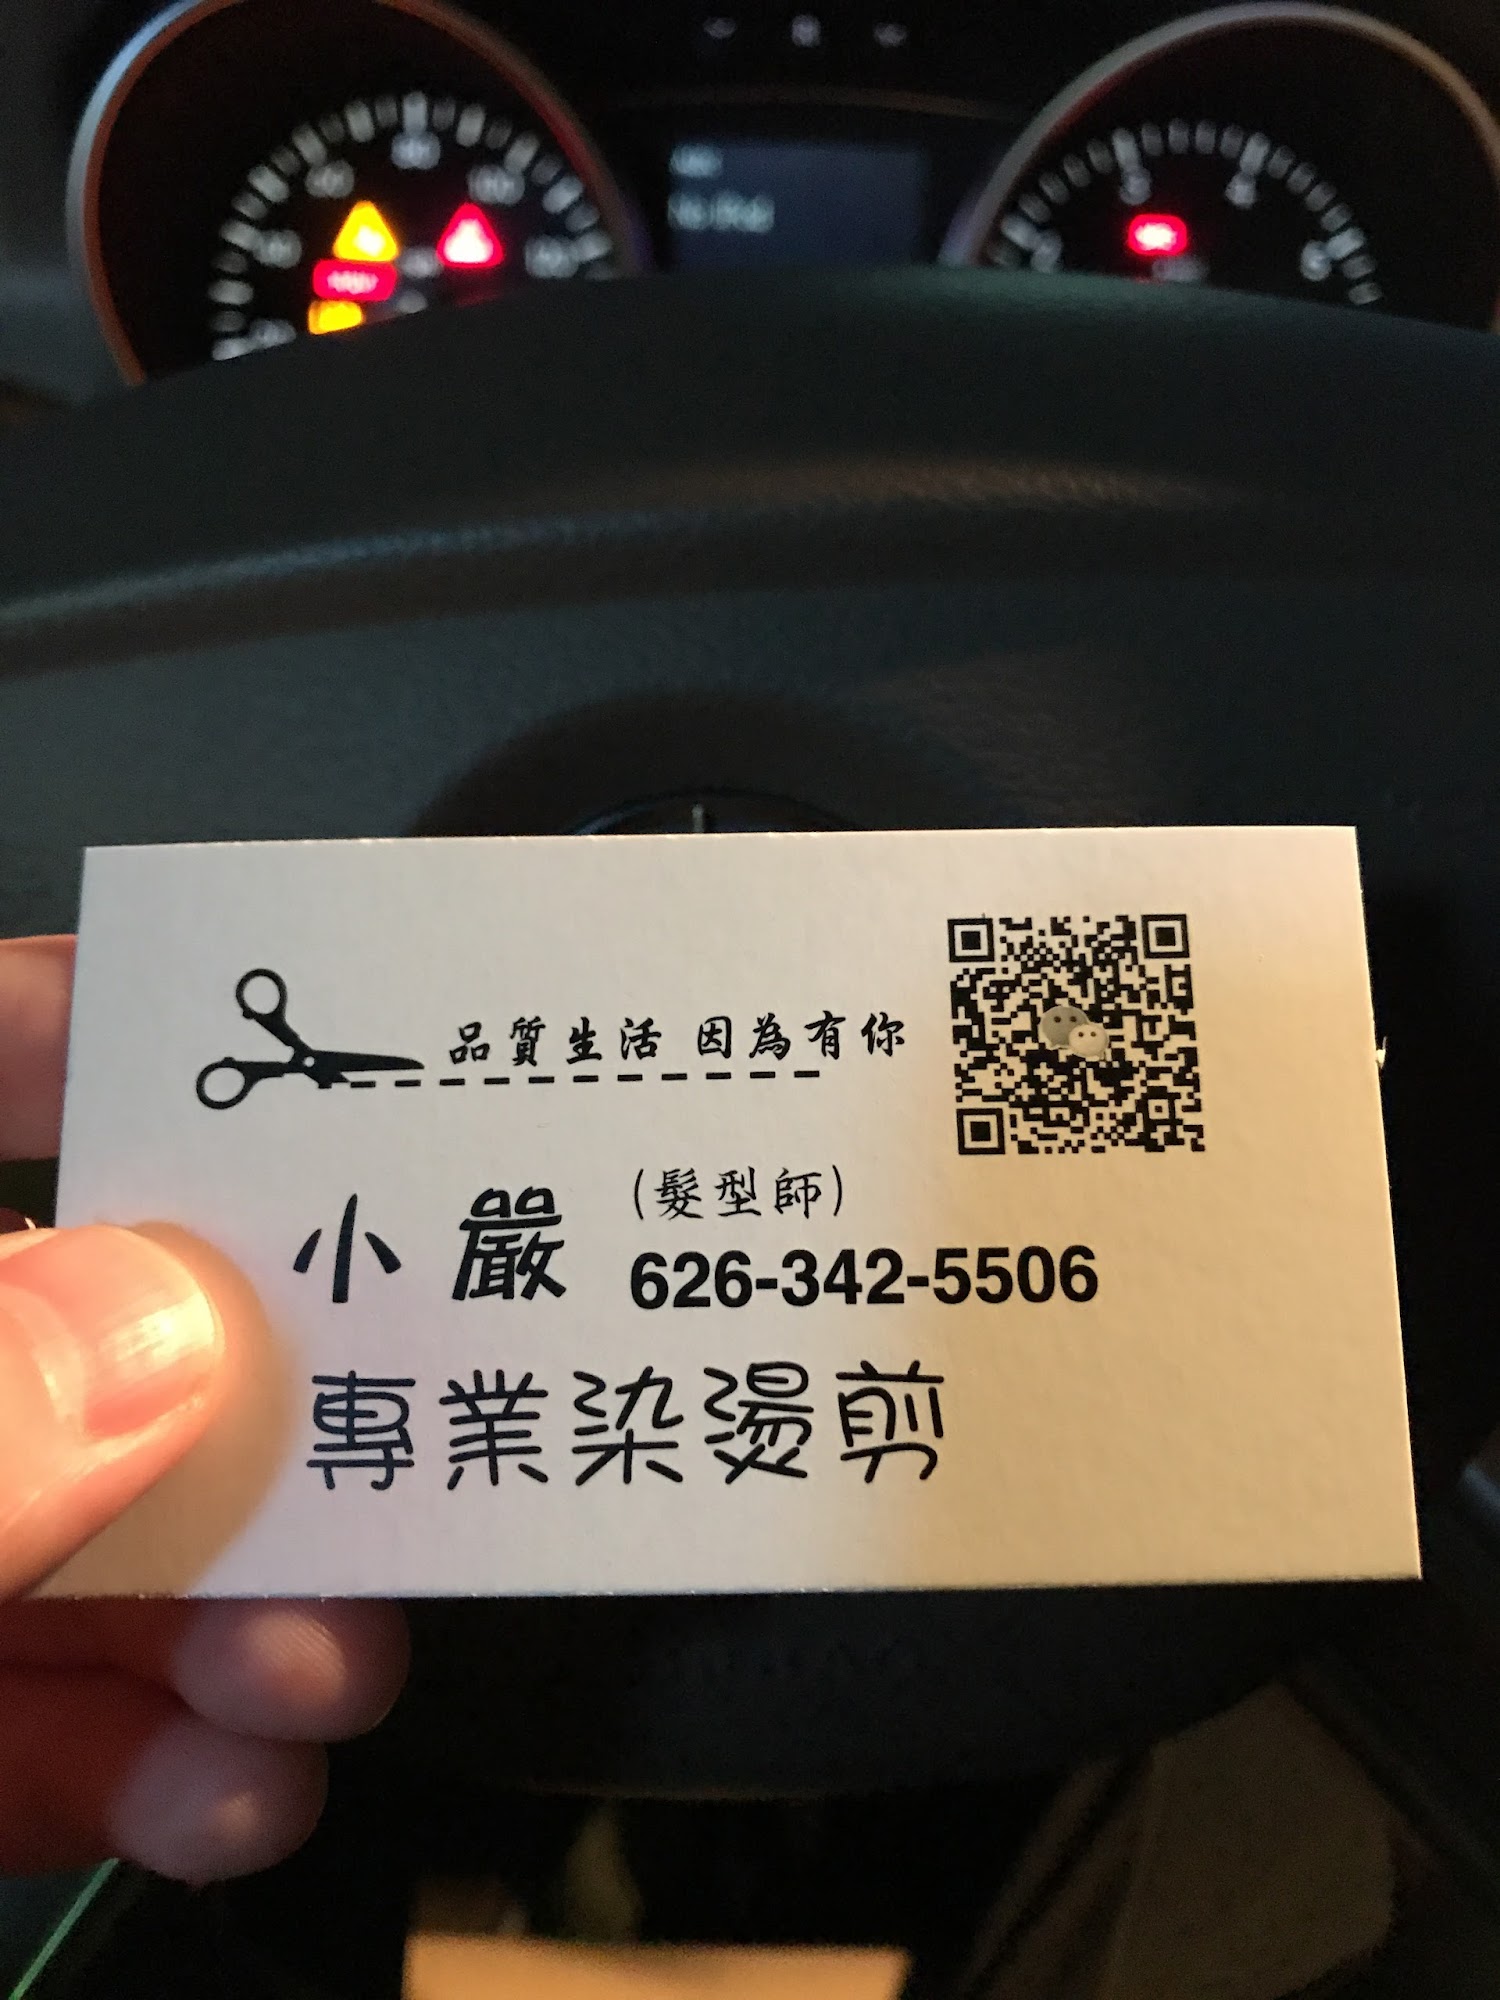 品質生活 因為有你
小嚴
(髮型師)
626-342-5506
專業染燙剪